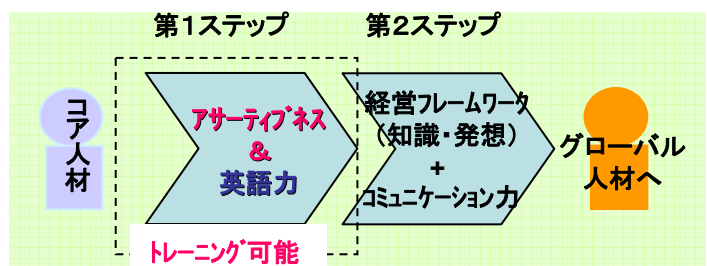 第１ステップ
第２ステップ
コア人材
ｱｻｰﾃｨﾌﾞﾈｽ
＆
英語力
経営ﾌﾚｰﾑﾜｰｸ
（知識・発想）
+
ｺﾐｭﾆｹｰｼｮﾝ力
グローバル
人材へ
ﾄﾚｰﾆﾝｸﾞ可能